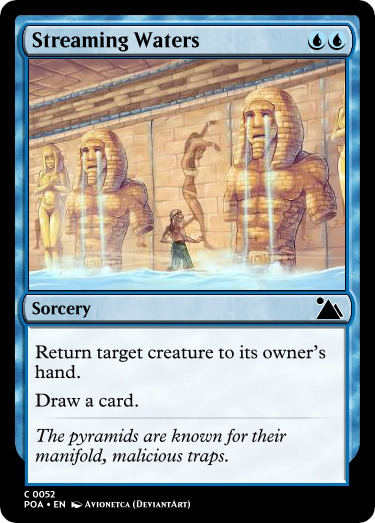 Streaming Waters
Sorcery
Return target creature to its owner's
hand.
Draw a card.
The pyramids are known for their
manifold, malicious traps.
C 0052
POA • EN Avionetca (DeviantArt)